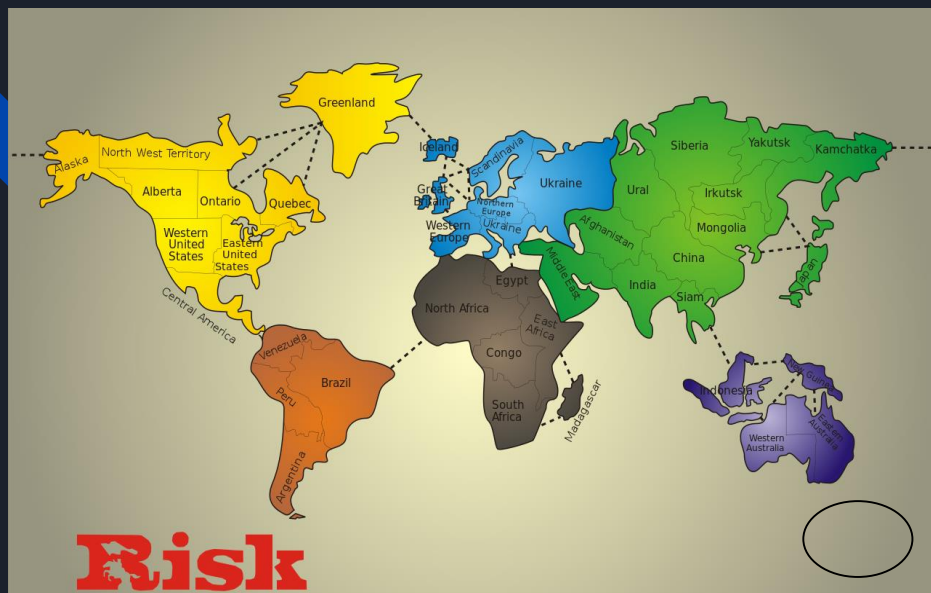 Greenland
Alaska
North West Territory
Alberta
Ontario
Quebec
Western
United
States
Eastern
United
States
Central America
Venezuela
Brazil
Peru
Argentina
Iceland
Scandinavia
Great
Britain
Northern
Europe
Ukraine
Western
Europe
Ukraine
North Africa
Egypt
East
Africa
Congo
South
Africa
Madagascar
Siberia
Yakutsk
Kamchatka
Ural
Irkutsk
Mongolia
Afghanistan
China
Middle East
India
Siam
Japan
Indonesia
New Guinea
Western
Australia
Eastern
Australia
Risk